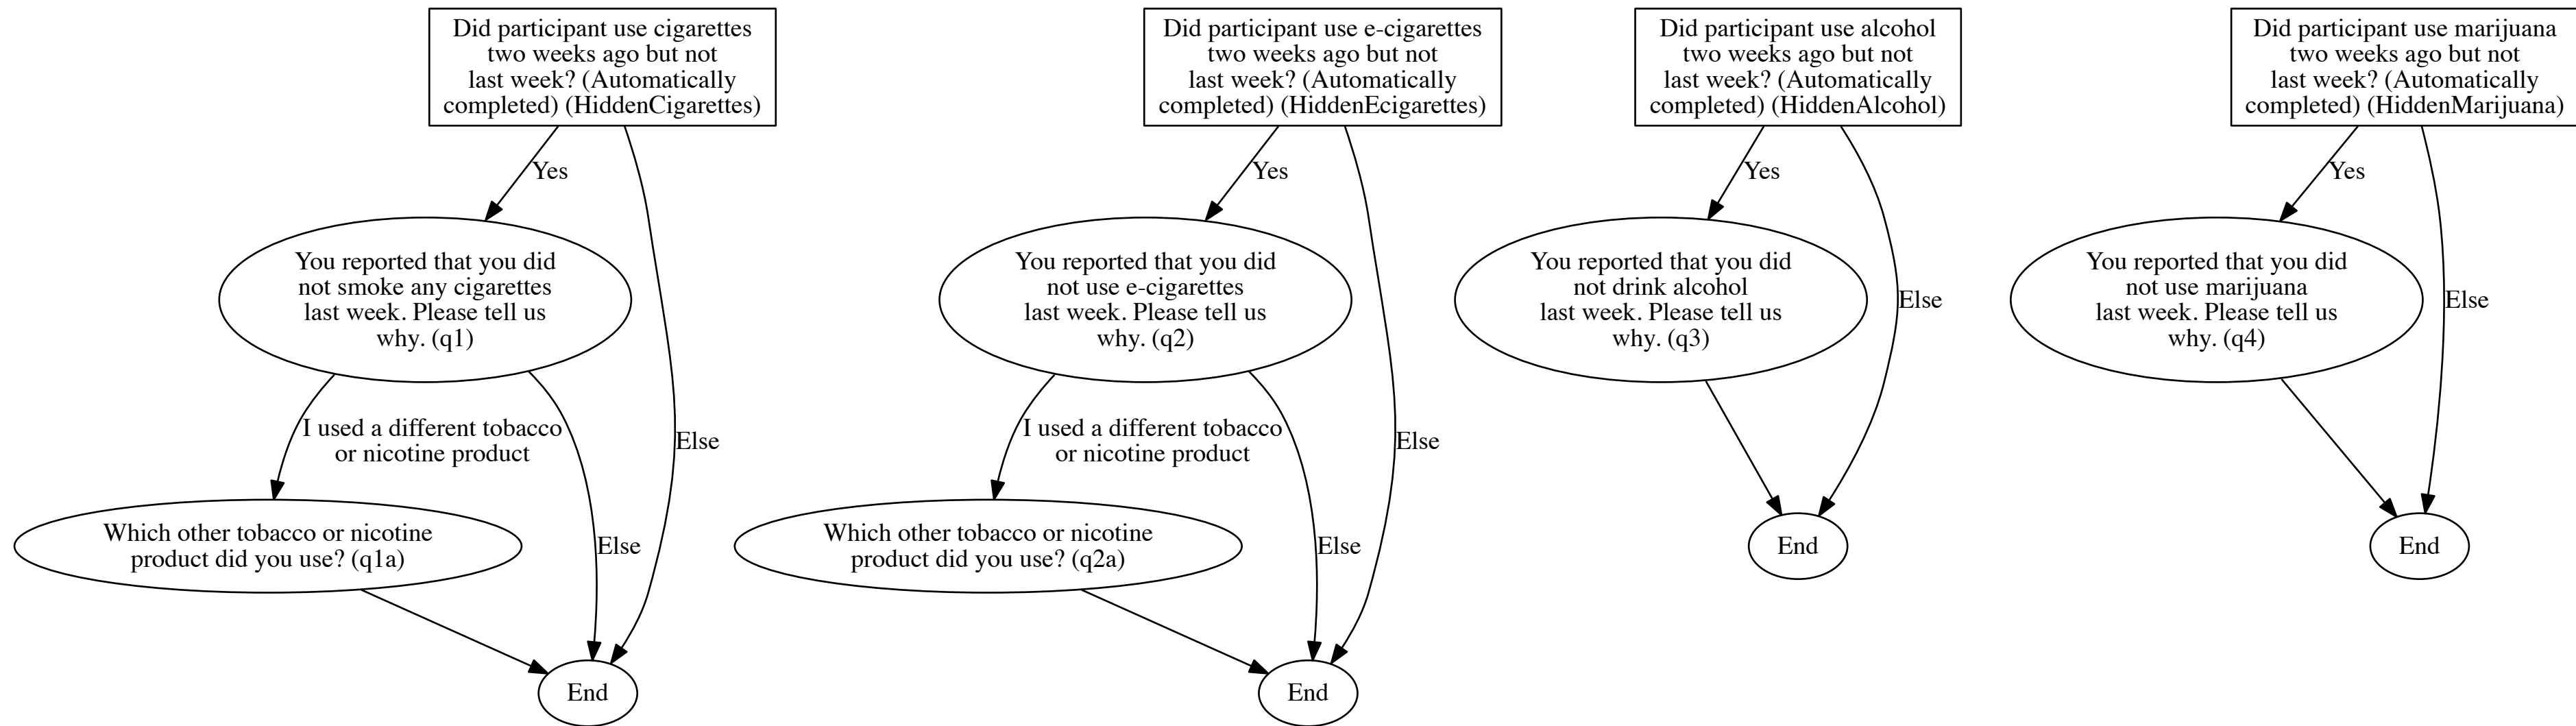 Did participant use cigarettes
two weeks ago but not
last week? (Automatically
completed) (HiddenCigarettes)
Yes
You reported that you did
not smoke any cigarettes
last week. Please tell us
why. (q1)
I used a different tobacco
or nicotine product
Else
Which other tobacco or nicotine
product did you use? (q1a)
Else
End
Did participant use e-cigarettes
two weeks ago but not
last week? (Automatically
completed) (HiddenEcigarettes)
Yes
You reported that you did
not use e-cigarettes
last week. Please tell us
why. (q2)
I used a different tobacco
or nicotine product
Else
Which other tobacco or nicotine
product did you use? (q2a)
Else
End
Did participant use alcohol
two weeks ago but not
last week? (Automatically
completed) (HiddenAlcohol)
Yes
You reported that you did
not drink alcohol
last week. Please tell us
why. (q3)
Else
End
Did participant use marijuana
two weeks ago but not
last week? (Automatically
completed) (HiddenMarijuana)
Yes
You reported that you did
not use marijuana
last week. Please tell us
why. (q4)
Else
End